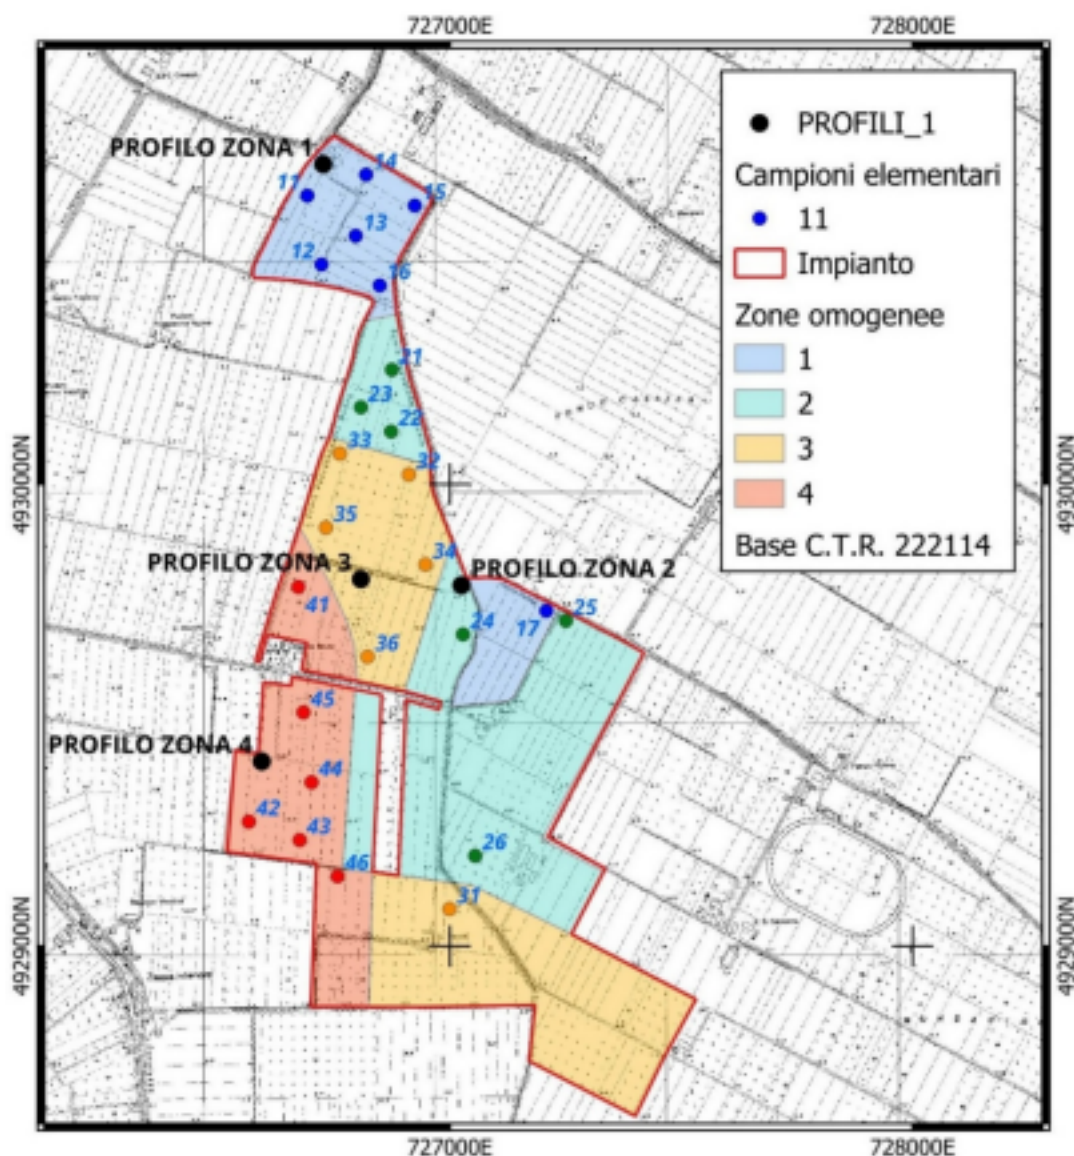 727000E
728000E
PROFILI_1
Campioni elementari
11
Impianto
Zone omogenee
1
2
3
4
Base C.T.R. 222114
PROFILO ZONA 1
14
11
15
13
12
16
21
23
22
33
32
4930000N
4930000N
35
34
PROFILO ZONA 3
PROFILO ZONA 2
41
17
25
24
36
45
PROFILO ZONA 4
44
42
43
26
46
31
4929000N
4929000N
727000E
728000E